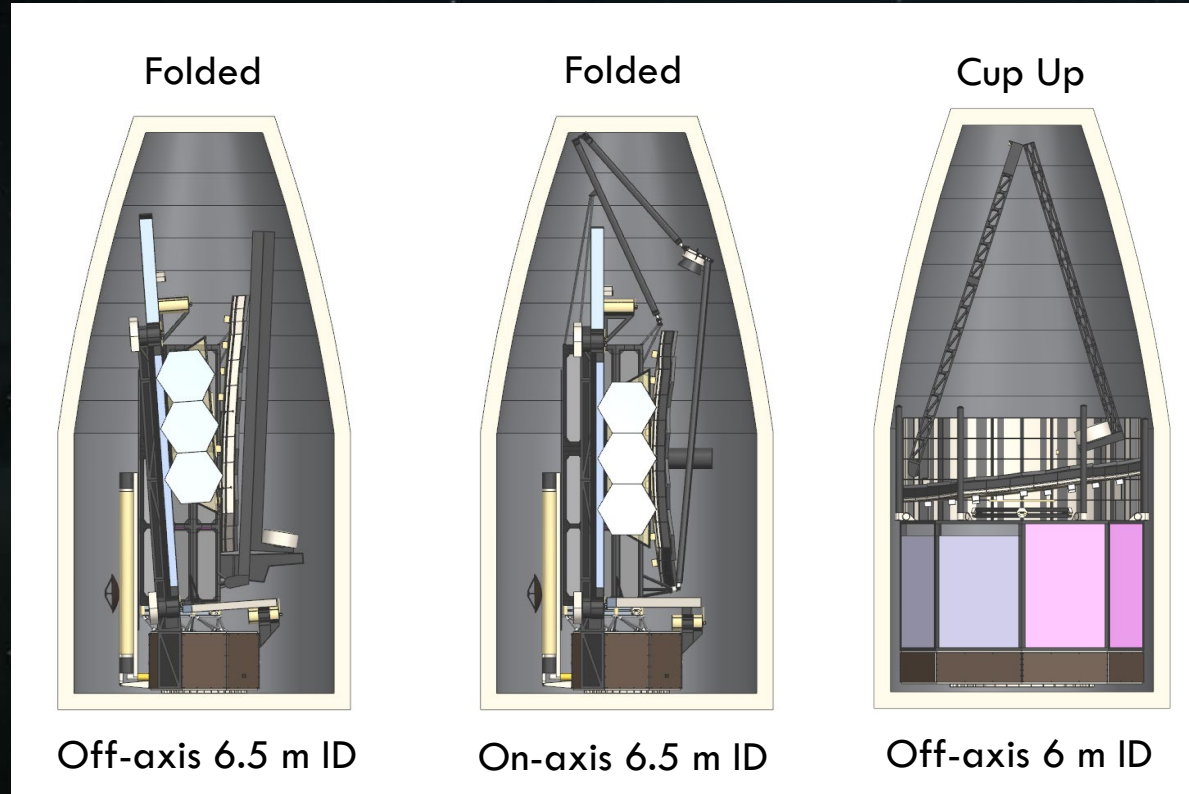 Folded
Folded
Cup Up
Off-axis 6.5 m ID
On-axis 6.5 m ID
Off-axis 6 m ID